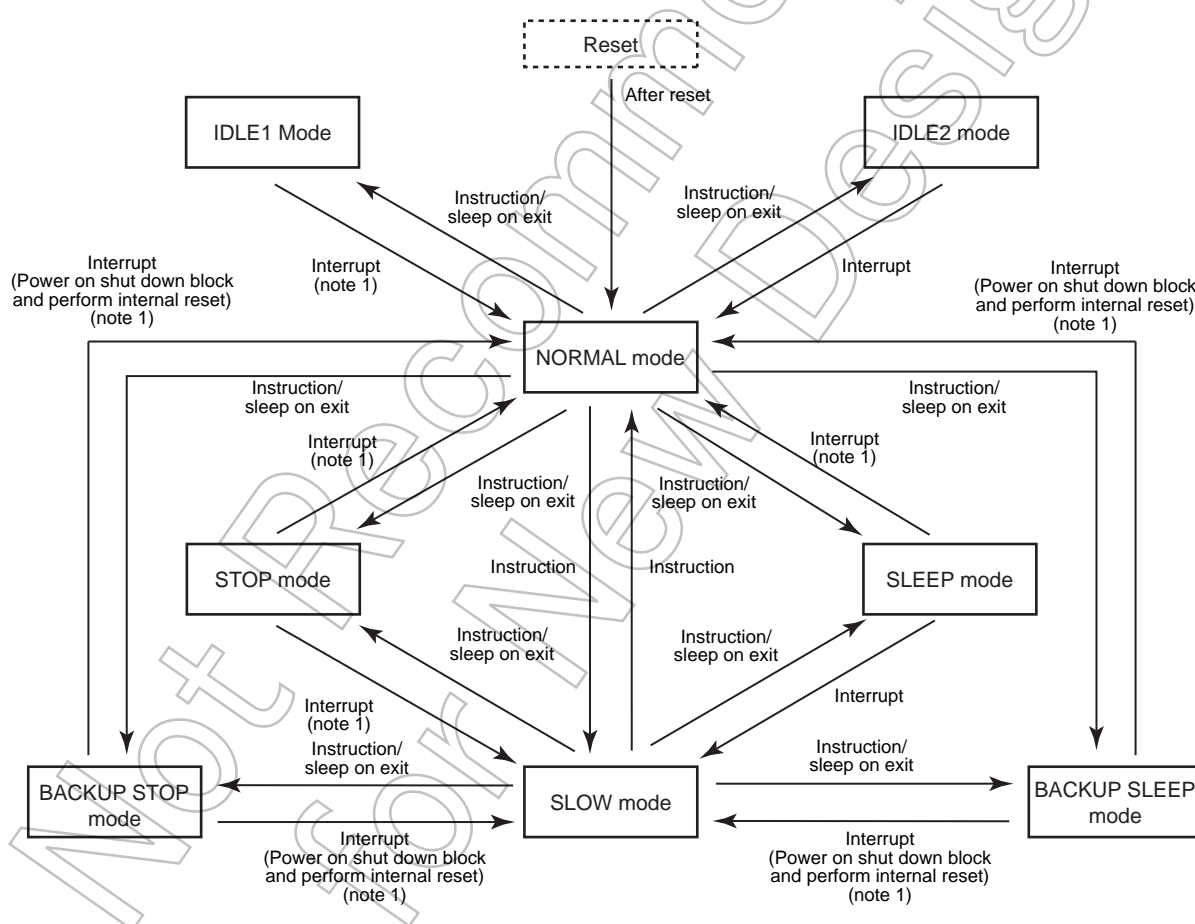 Reset
After reset
IDLE1 Mode
IDLE2 mode
Instruction/
sleep on exit
Instruction/
sleep on exit
Interrupt
(Power on shut down block
and perform internal reset)
(note 1)
Interrupt
(note 1)
Interrupt
Interrupt
(Power on shut down block
and perform internal reset)
(note 1)
NORMAL mode
Instruction/
sleep on exit
Instruction/
sleep on exit
Interrupt
(note 1)
Interrupt
(note 1)
Instruction/
sleep on exit
Instruction/
sleep on exit
STOP mode
Instruction
Instruction
SLEEP mode
Instruction/
sleep on exit
Instruction/
sleep on exit
Interrupt
(note 1)
Interrupt
Instruction/
sleep on exit
Instruction/
sleep on exit
BACKUP STOP
mode
SLOW mode
BACKUP SLEEP
mode
Interrupt
(Power on shut down block
and perform internal reset)
(note 1)
Interrupt
(Power on shut down block
and perform internal reset)
(note 1)
Not Recomm
for New Desig